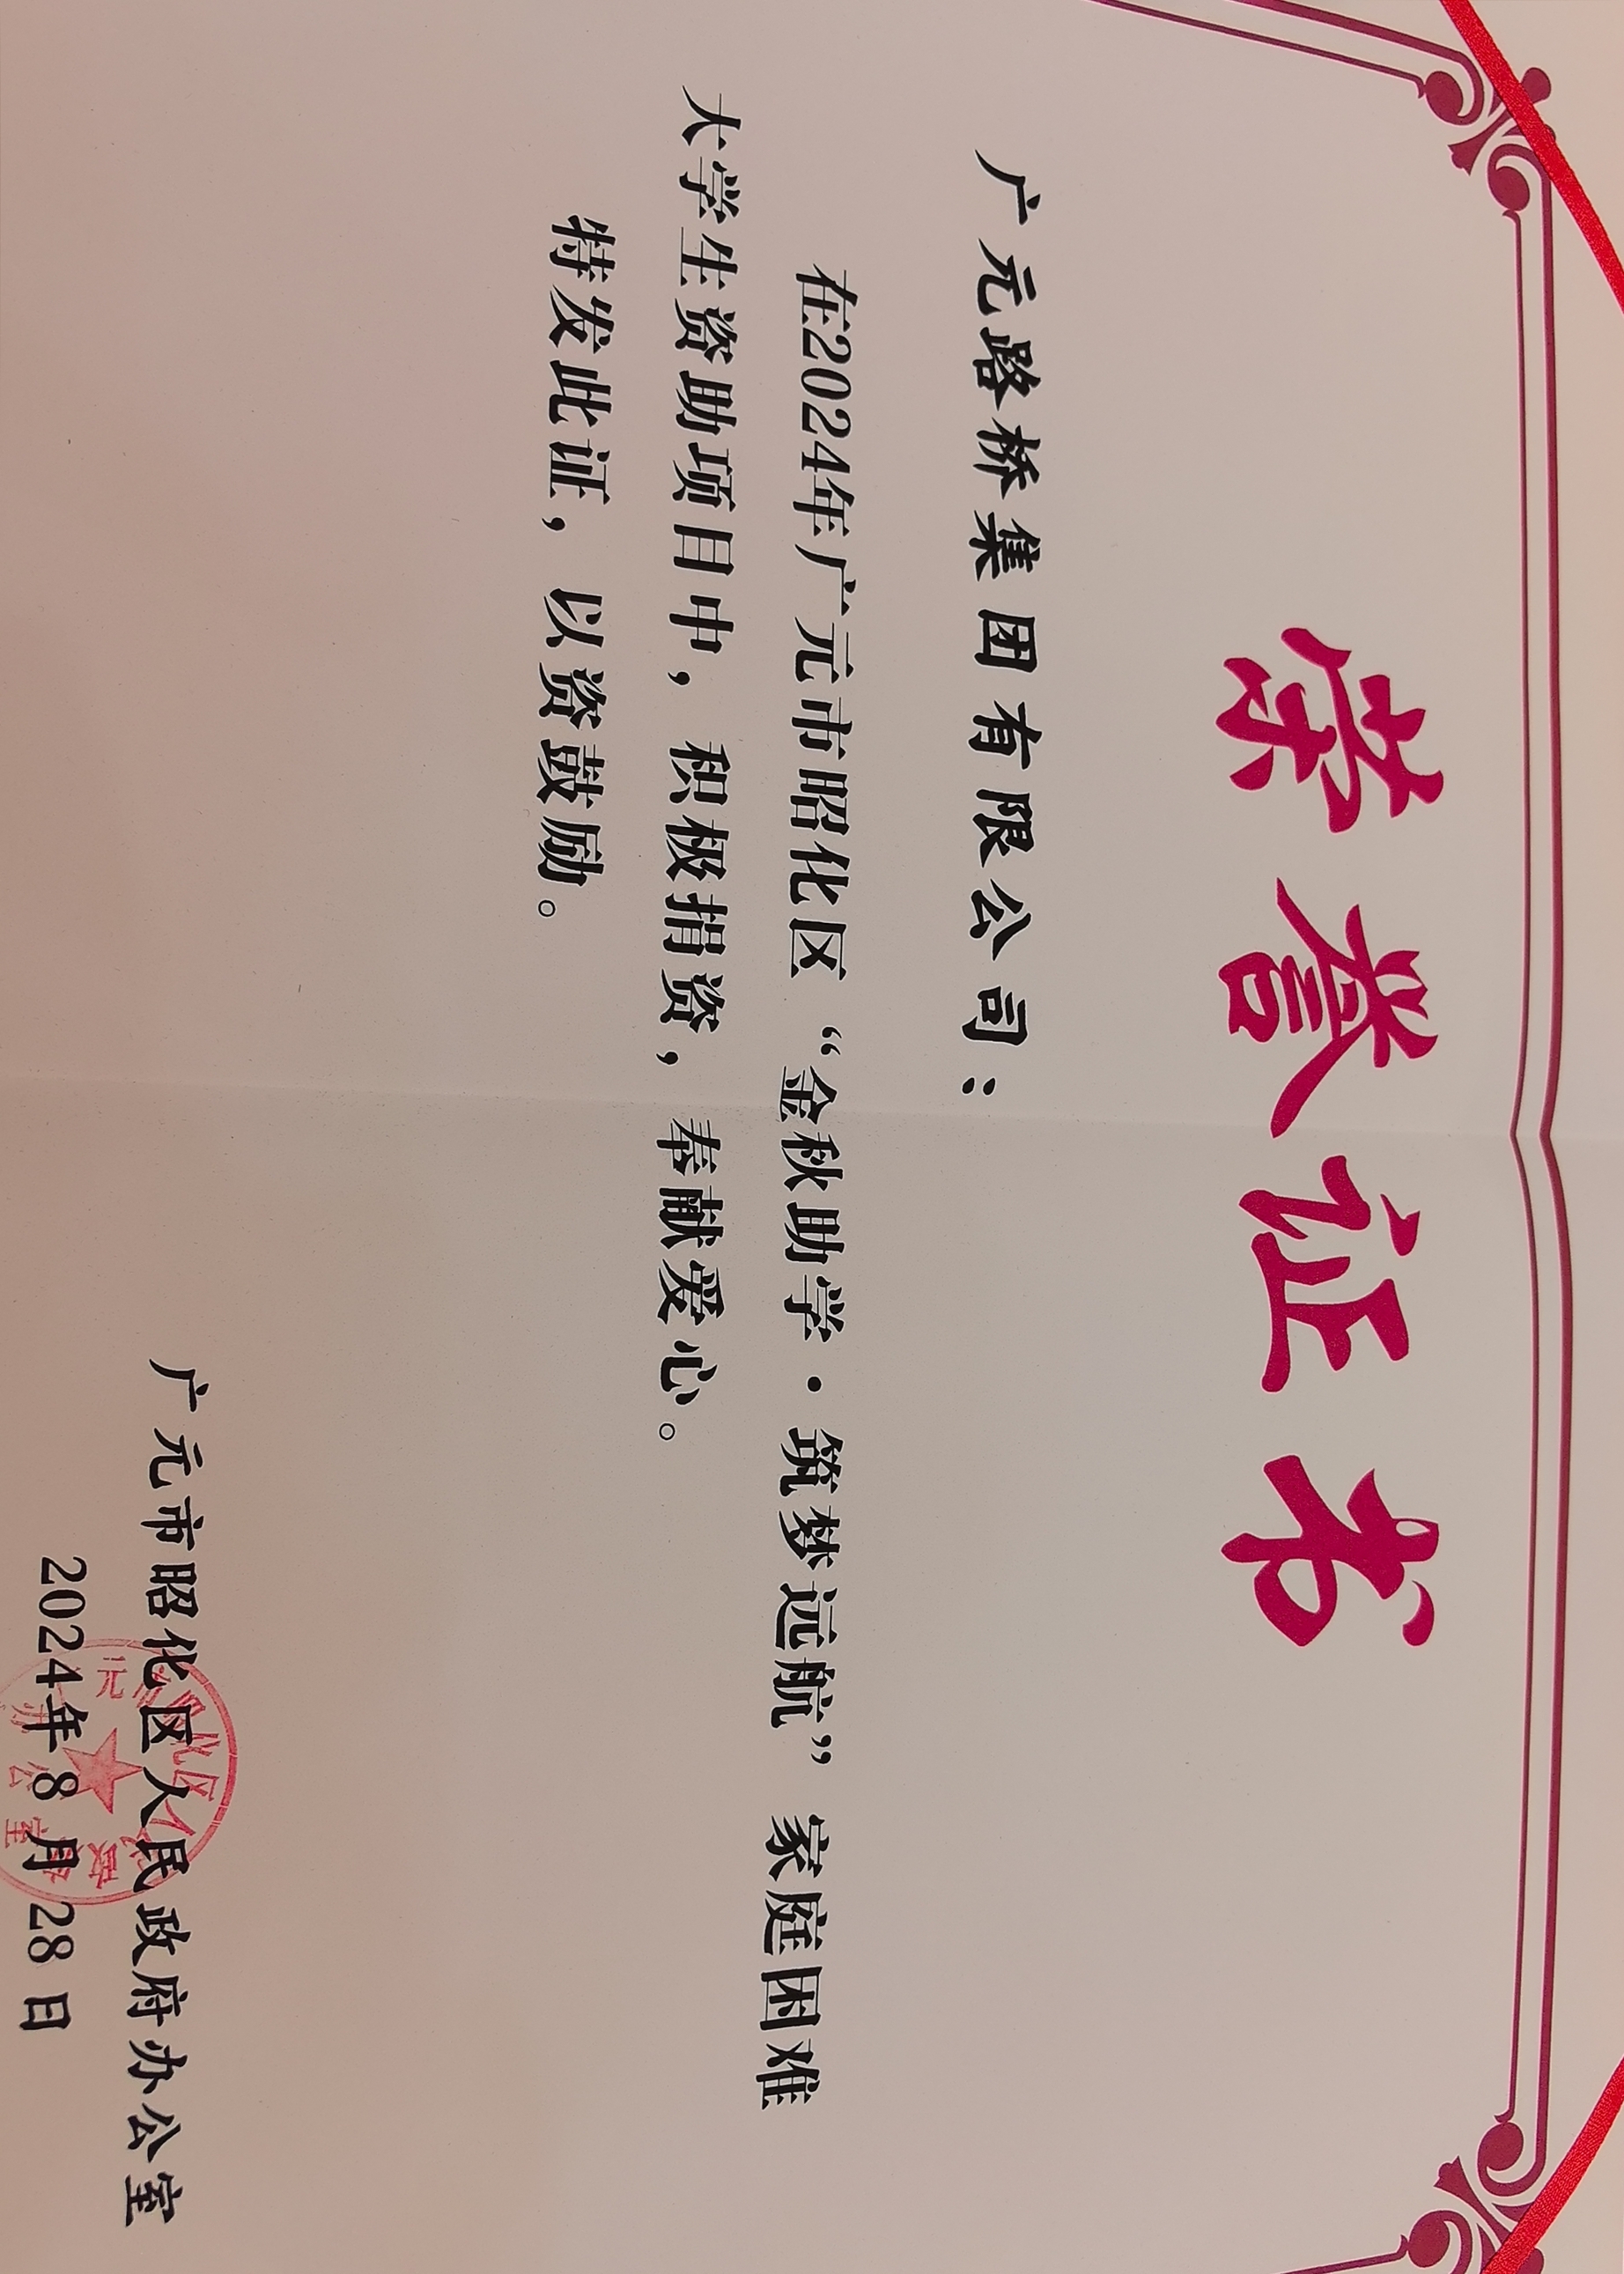 荣誉证书
广元路桥集团有限公司：
在2024年广元市昭化区“金秋助学·筑梦远航” 家庭困难
大学生资助项目中，积极捐资，奉献爱心。
特发此证，以资鼓励。
广元市昭化区人民政府办公室
2024年8月28日